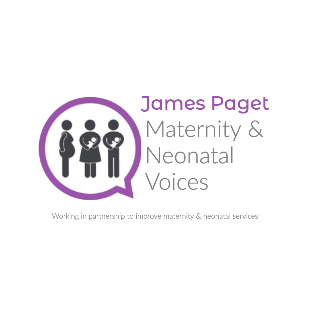 James Paget
Maternity &
Neonatal
Voices
Working in partnership to improve maternity & neonatal services